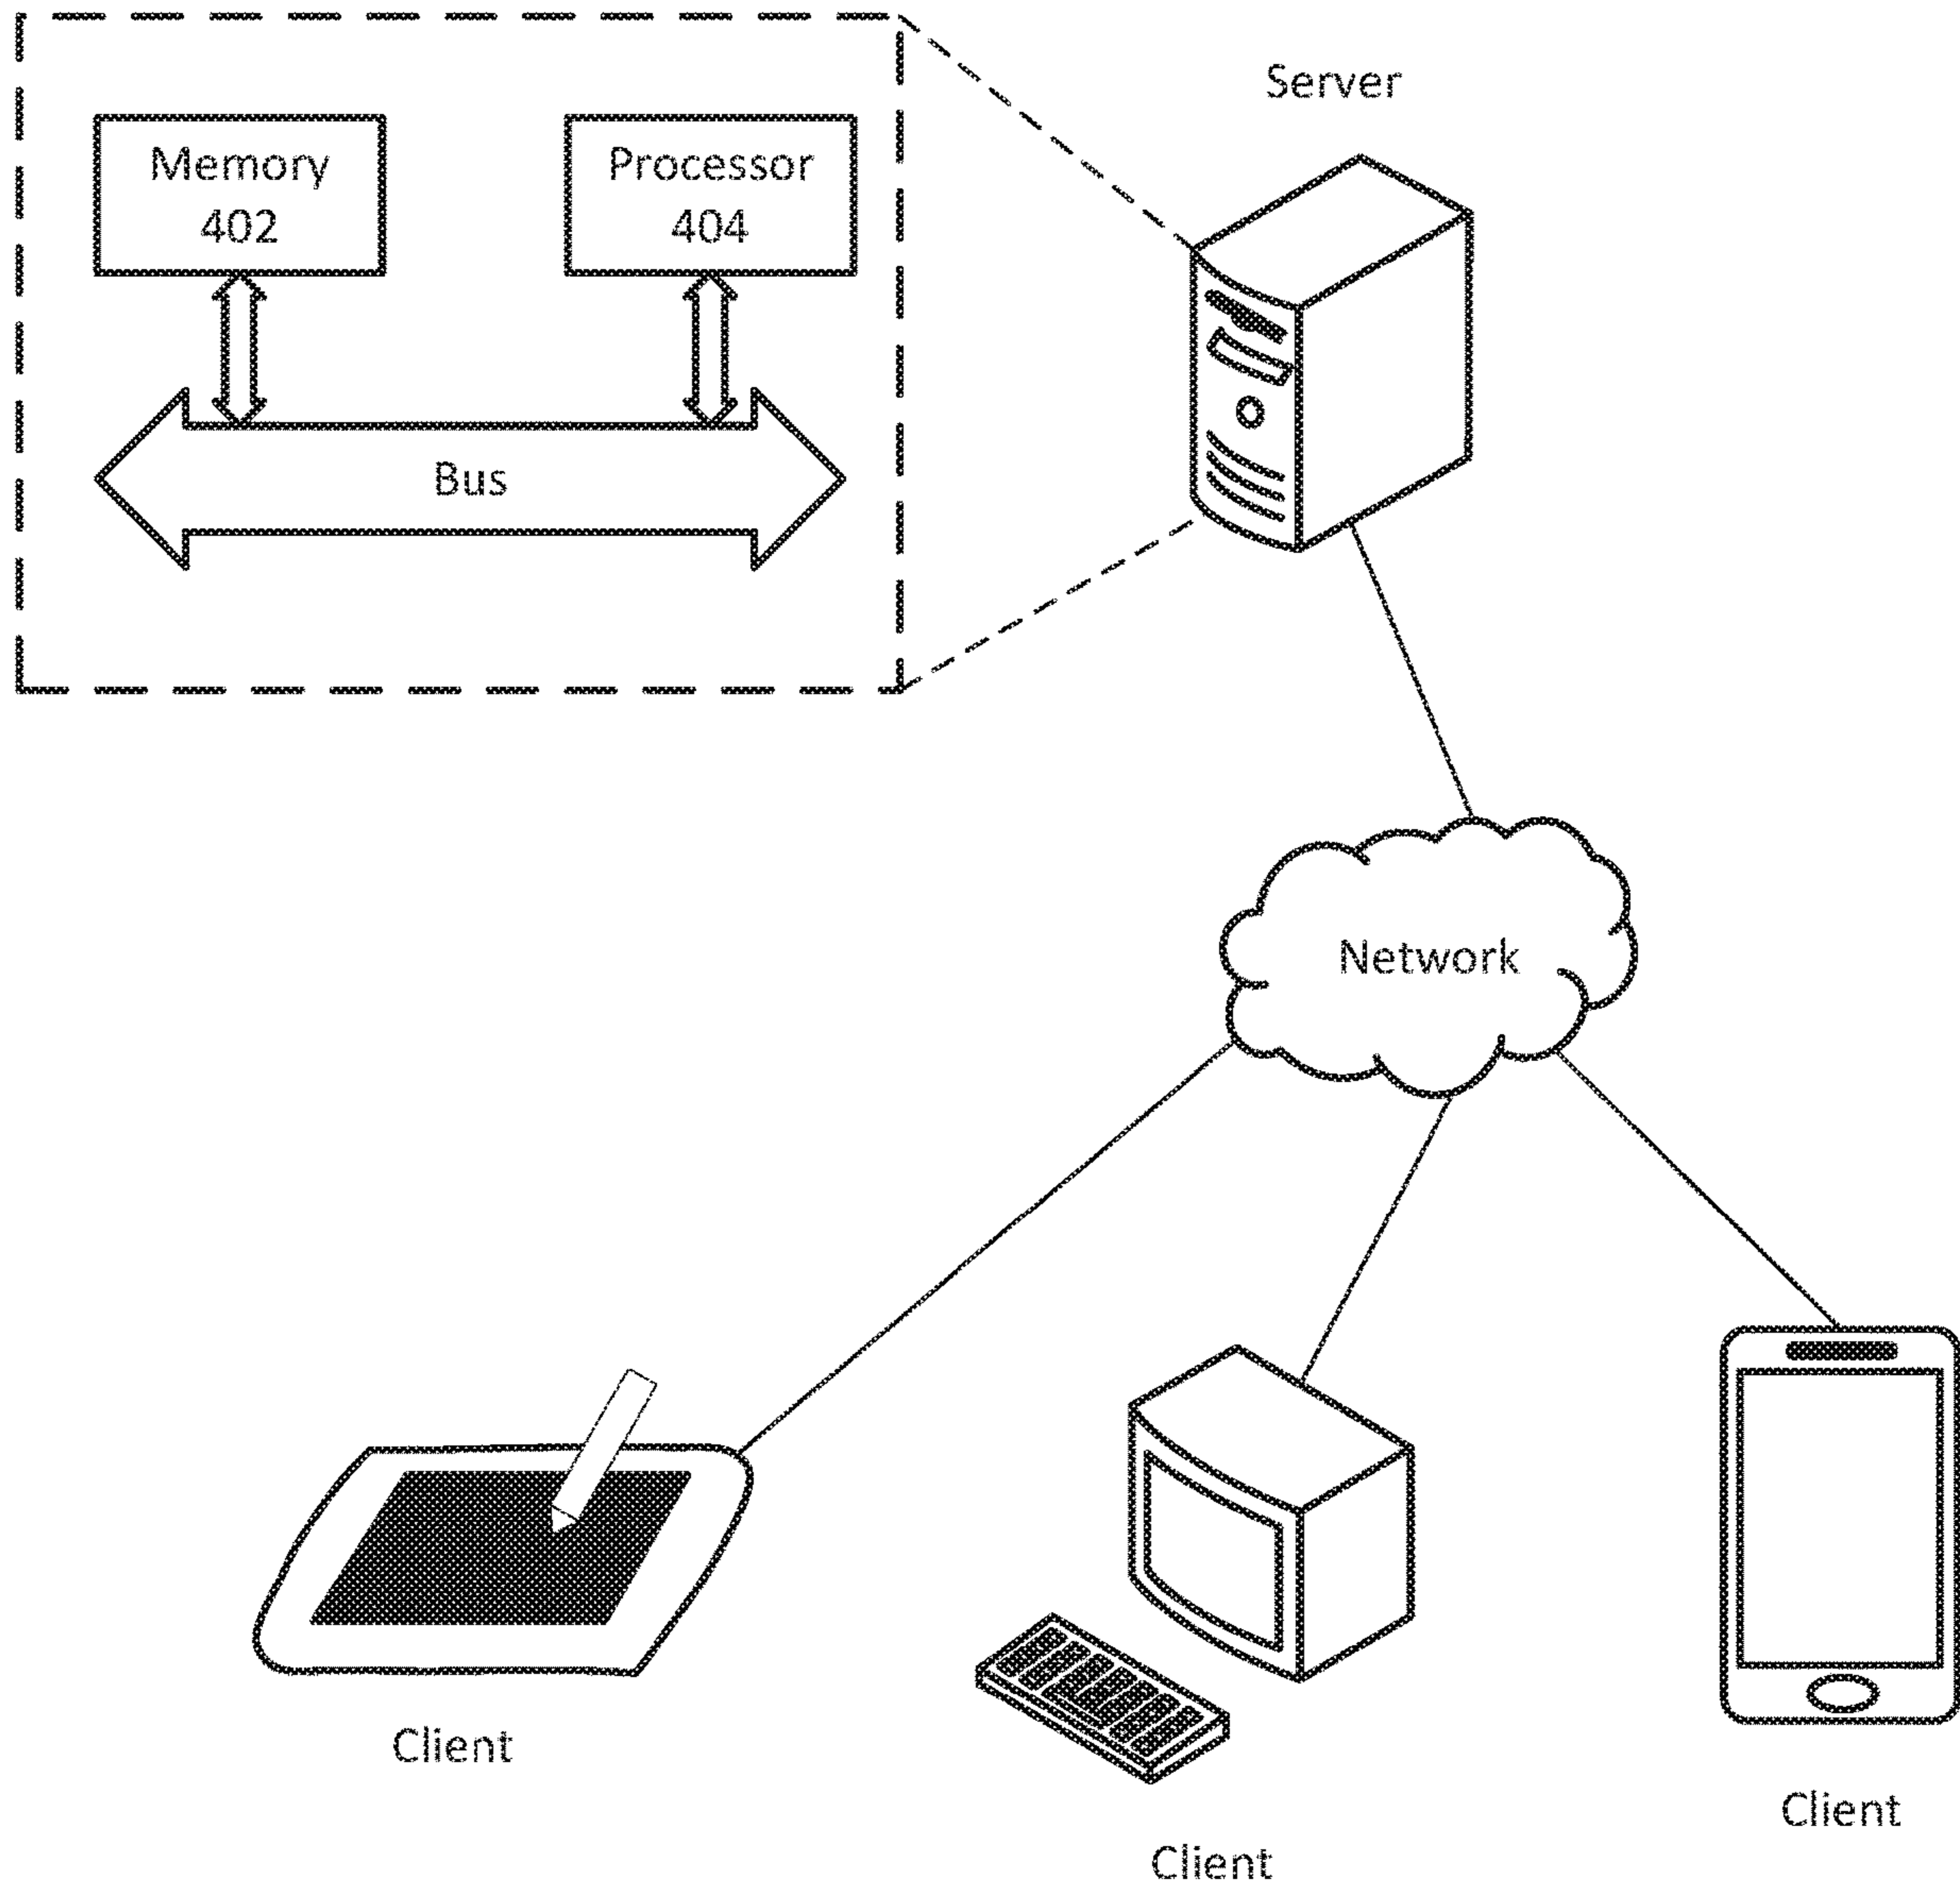 Server
Memory
402
Processor
404
Bus
Network
Client
Client
Client